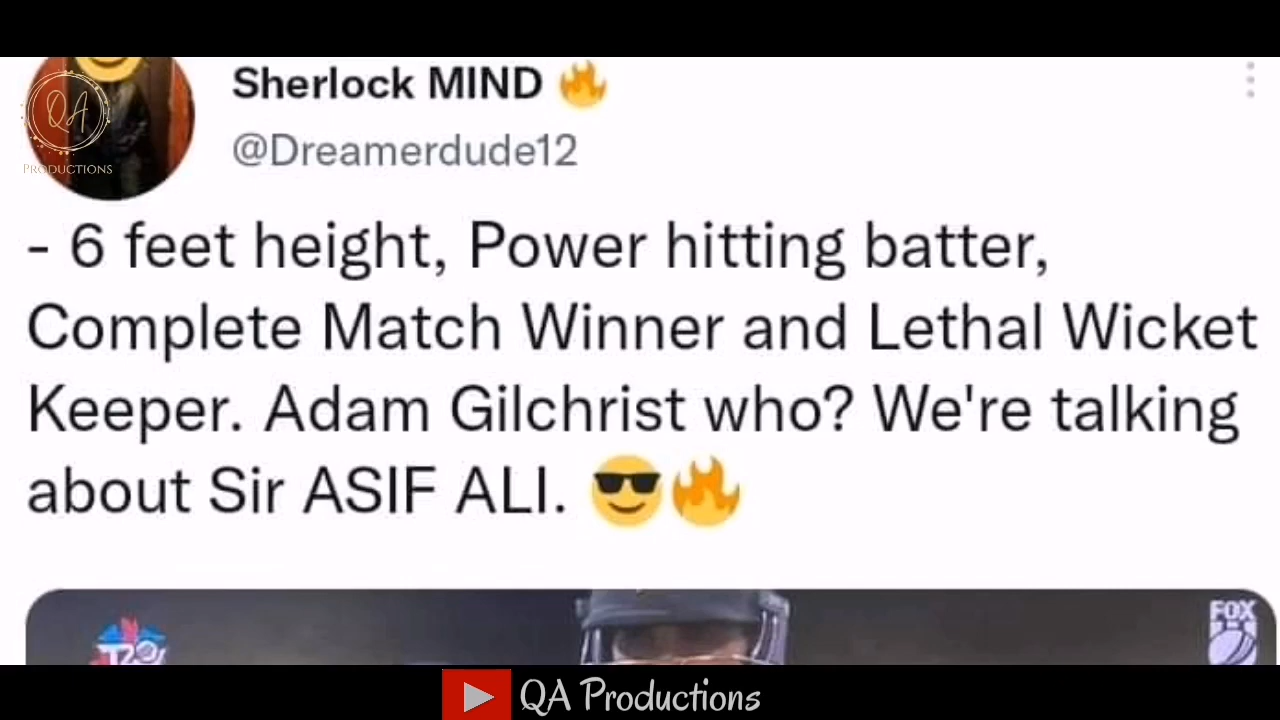 QA
PRODUCTIONS
Sherlock MIND 🔥
@Dreamerdude12
- 6 feet height, Power hitting batter,
Complete Match Winner and Lethal Wicket
Keeper. Adam Gilchrist who? We're talking
about Sir ASIF ALI. 😎🔥
T20
FOX
QA Productions